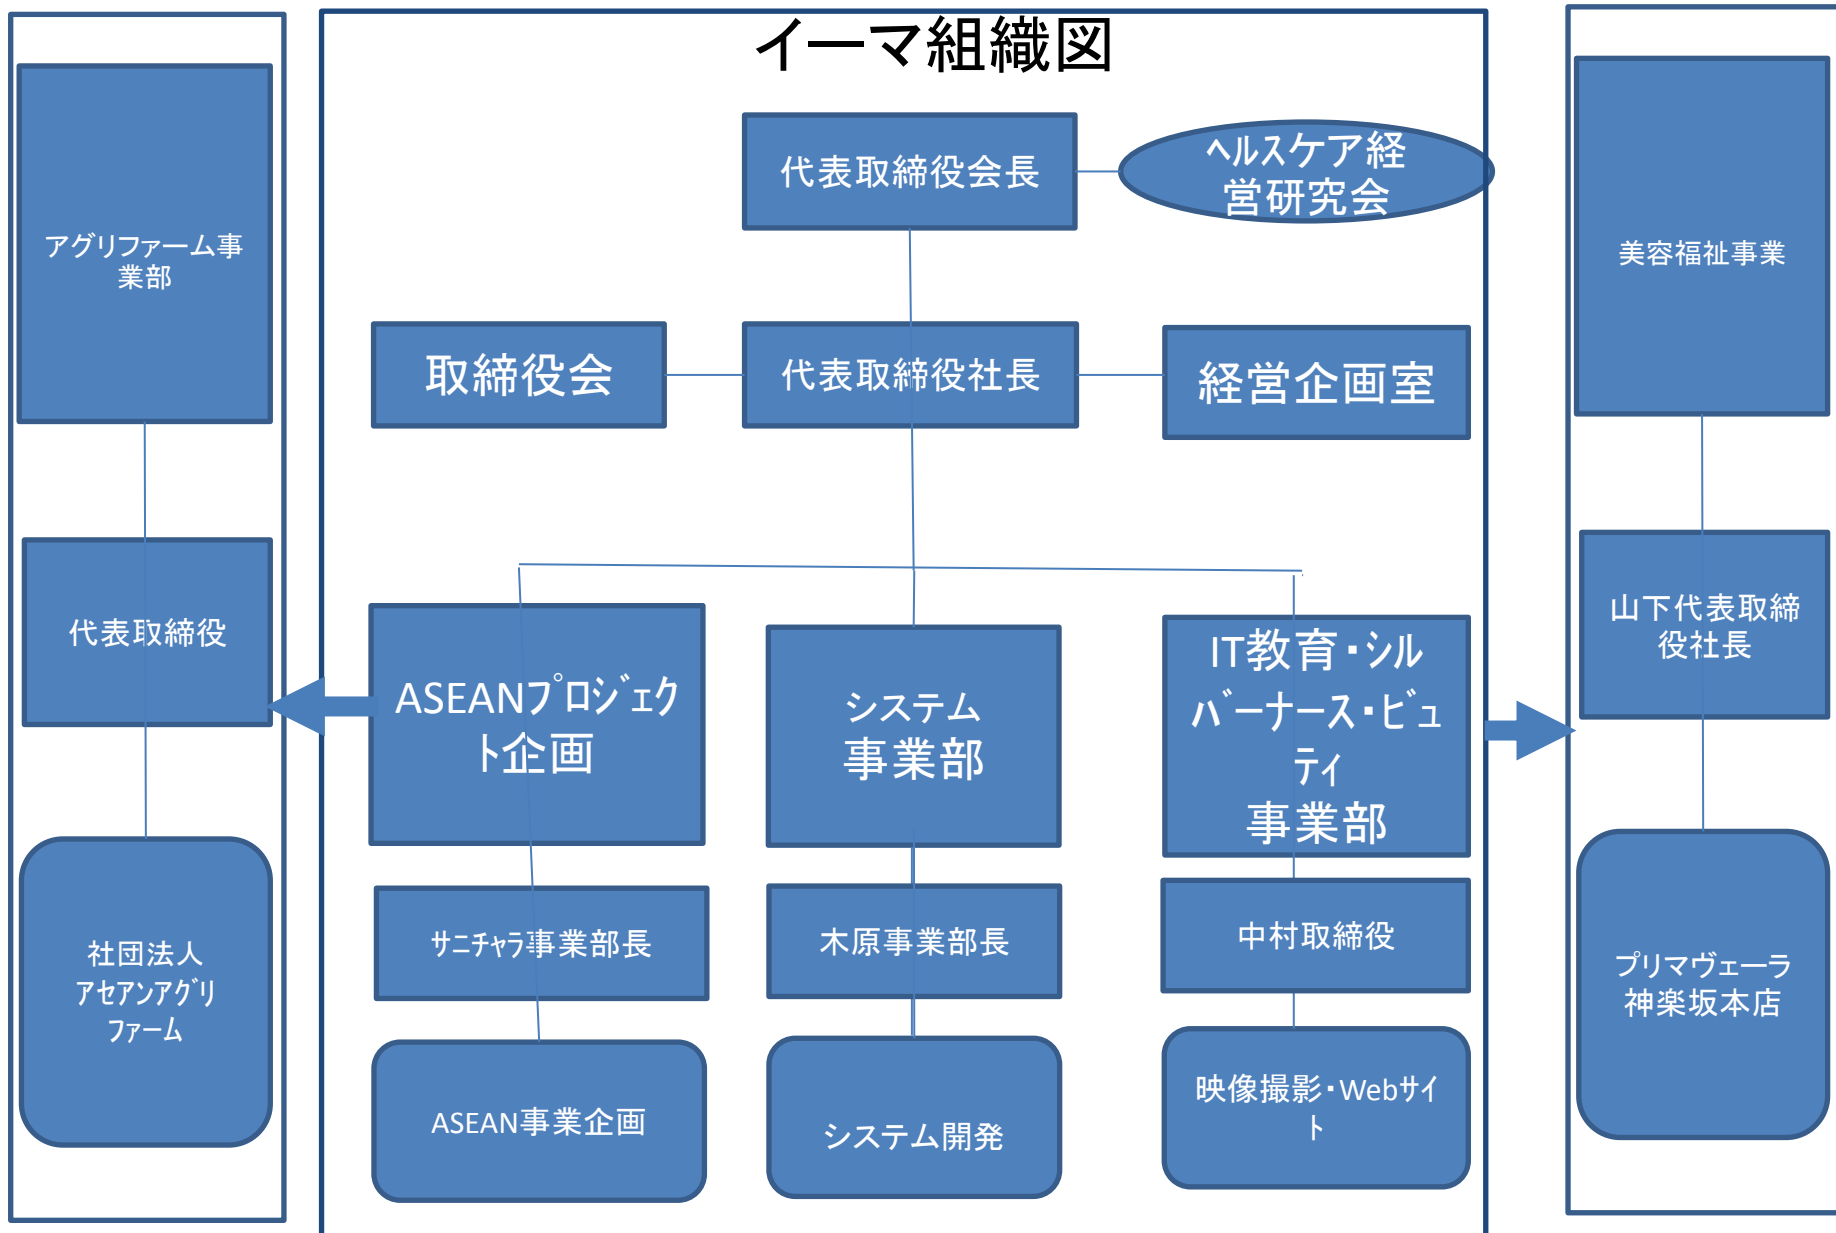 イーマ組織図
代表取締役会長
ヘルスケア経
営研究会
取締役会
代表取締役社長
経営企画室
ASEANプロジェク
ト企画
システム
事業部
IT教育・シル
バーナース・ビュ
ティ
事業部
サニチャラ事業部長
木原事業部長
中村取締役
ASEAN事業企画
システム開発
映像撮影・Webサイ
ト
アグリファーム事
業部
代表取締役
社団法人
アセアンアグリ
ファーム
美容福祉事業
山下代表取締
役社長
プリマヴェーラ
神楽坂本店